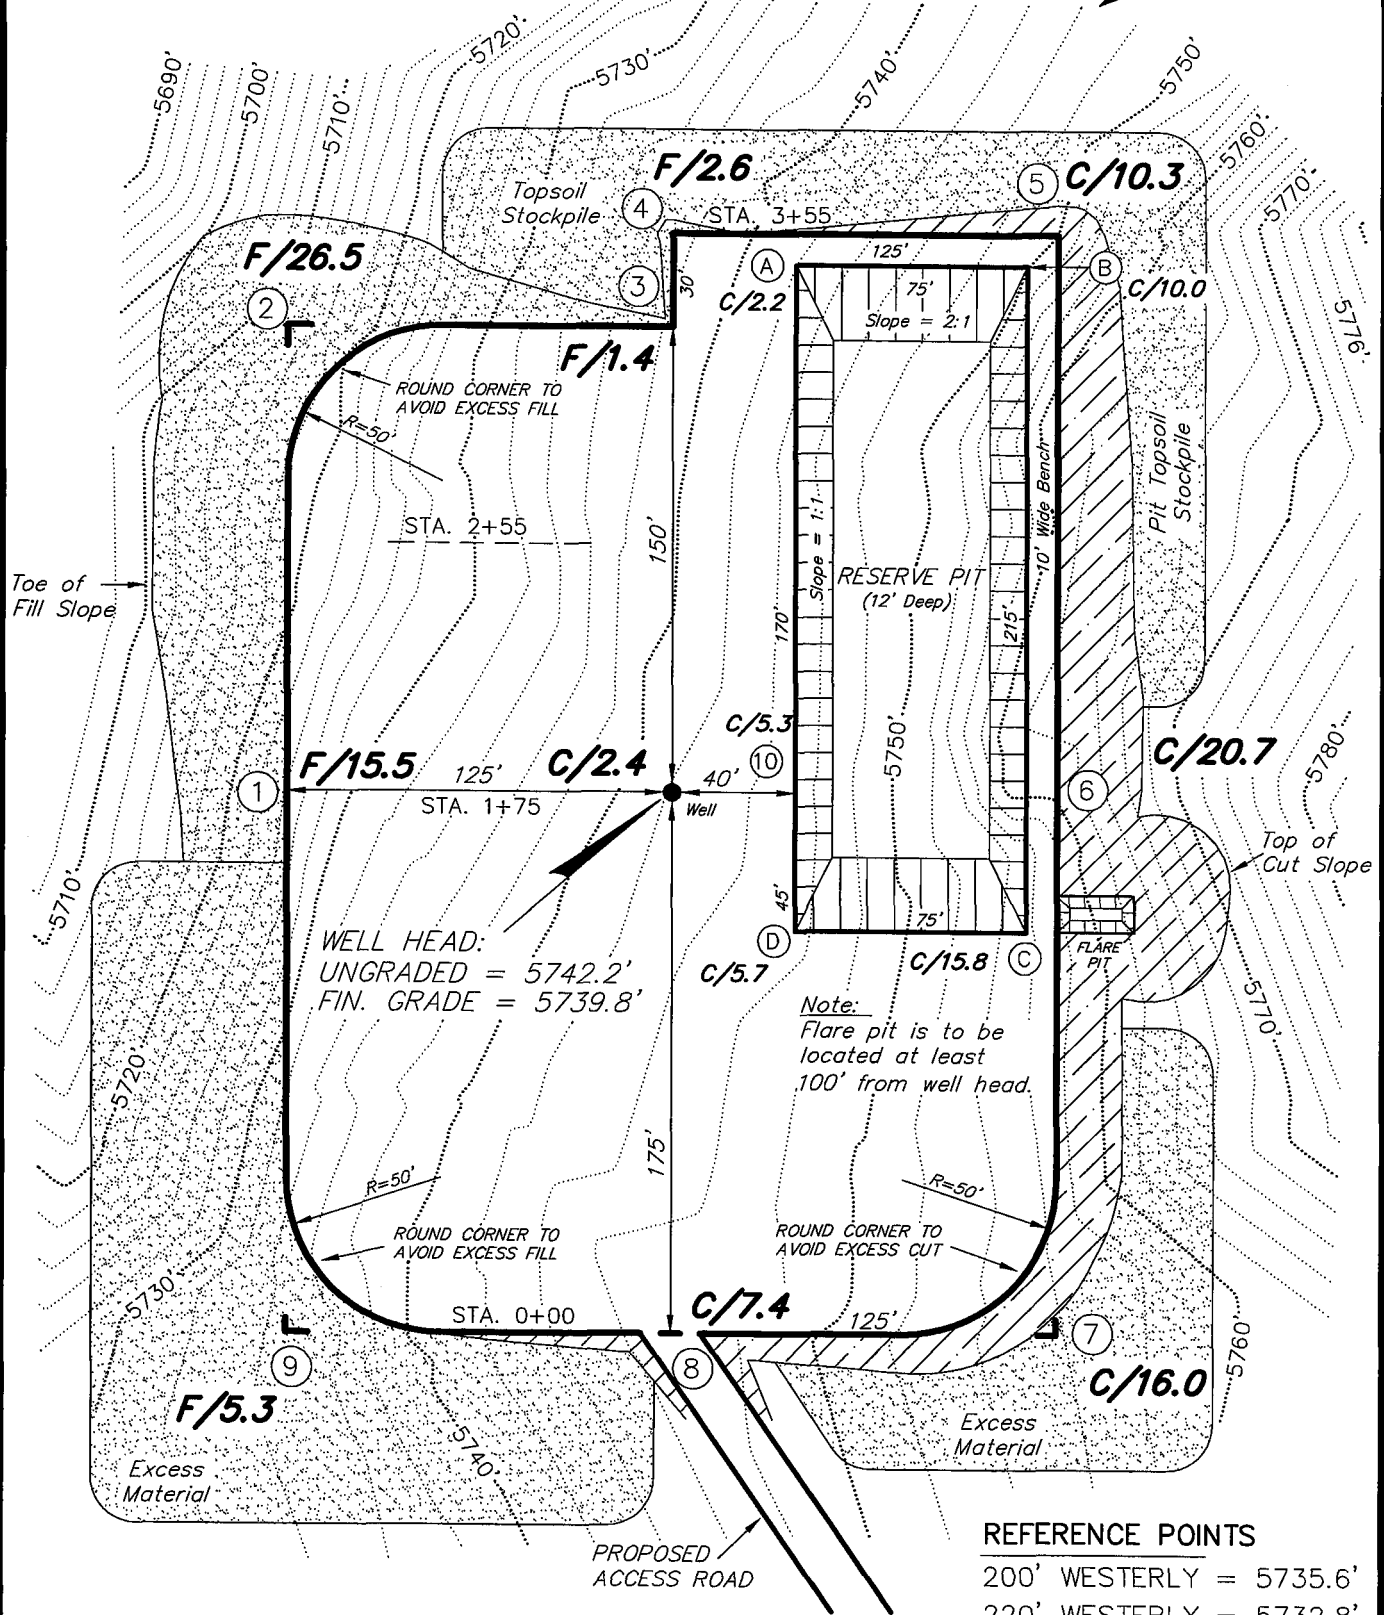 5690'
5700'
5710'
5720'
5730'
5740'
5750'
5760'
5770'
5776'
F/2.6
5
C/10.3
Topsoil
Stockpile
4
STA. 3+55
F/26.5
125'
A
B
3
30'
C/2.2
75'
C/10.0
2
Slope = 2:1
F/1.4
ROUND CORNER TO
AVOID EXCESS FILL
R=50'
Pit Topsoil
Stockpile
10' Wide Bench
STA. 2+55
150'
Slope = 1:1
Toe of
Fill Slope
RESERVE PIT
(12' Deep)
170'
215'
C/5.3
5750'
C/20.7
5780'
F/15.5
125'
C/2.4
10
40'
1
STA. 1+75
Well
6
Top of
Cut Slope
5710'
45'
75'
WELL HEAD:
UNGRADED = 5742.2'
FIN. GRADE = 5739.8'
D
C/5.7
C/15.8
C
FLARE
PIT
Note:
Flare pit is to be
located at least
100' from well head.
5770'
5720'
175'
R=50'
R=50'
ROUND CORNER TO
AVOID EXCESS FILL
ROUND CORNER TO
AVOID EXCESS CUT
5730'
STA. 0+00
C/7.4
125'
7
5760'
9
8
C/16.0
F/5.3
5740'
Excess
Material
Excess
Material
PROPOSED
ACCESS ROAD
REFERENCE POINTS
200' WESTERLY = 5735.6'
220' WESTERLY = 5732.8'